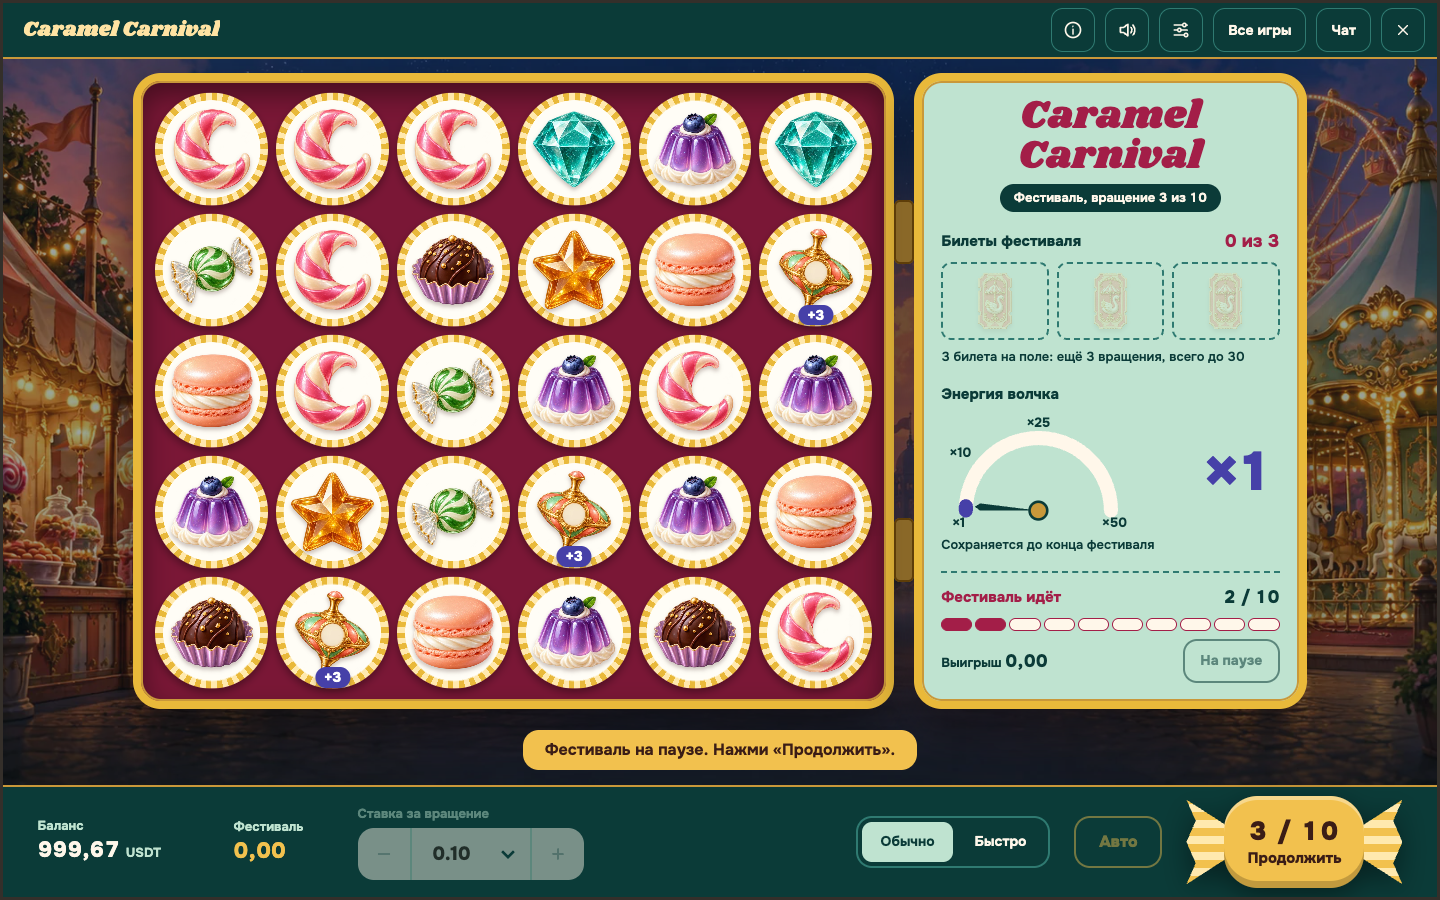 Caramel Carnival
Все игры
Чат
Caramel
Carnival
Фестиваль, вращение 3 из 10
Билеты фестиваля
0 из 3
3 билета на поле: ещё 3 вращения, всего до 30
Энергия волчка
×25
×10
×1
×50
×1
Сохраняется до конца фестиваля
Фестиваль идёт
2 / 10
Выигрыш 0,00
На паузе
+3
+3
+3
Фестиваль на паузе. Нажми «Продолжить».
Баланс
999,67 USDT
Фестиваль
0,00
Ставка за вращение
− 0.10 +
Обычно
Быстро
Авто
3 / 10
Продолжить